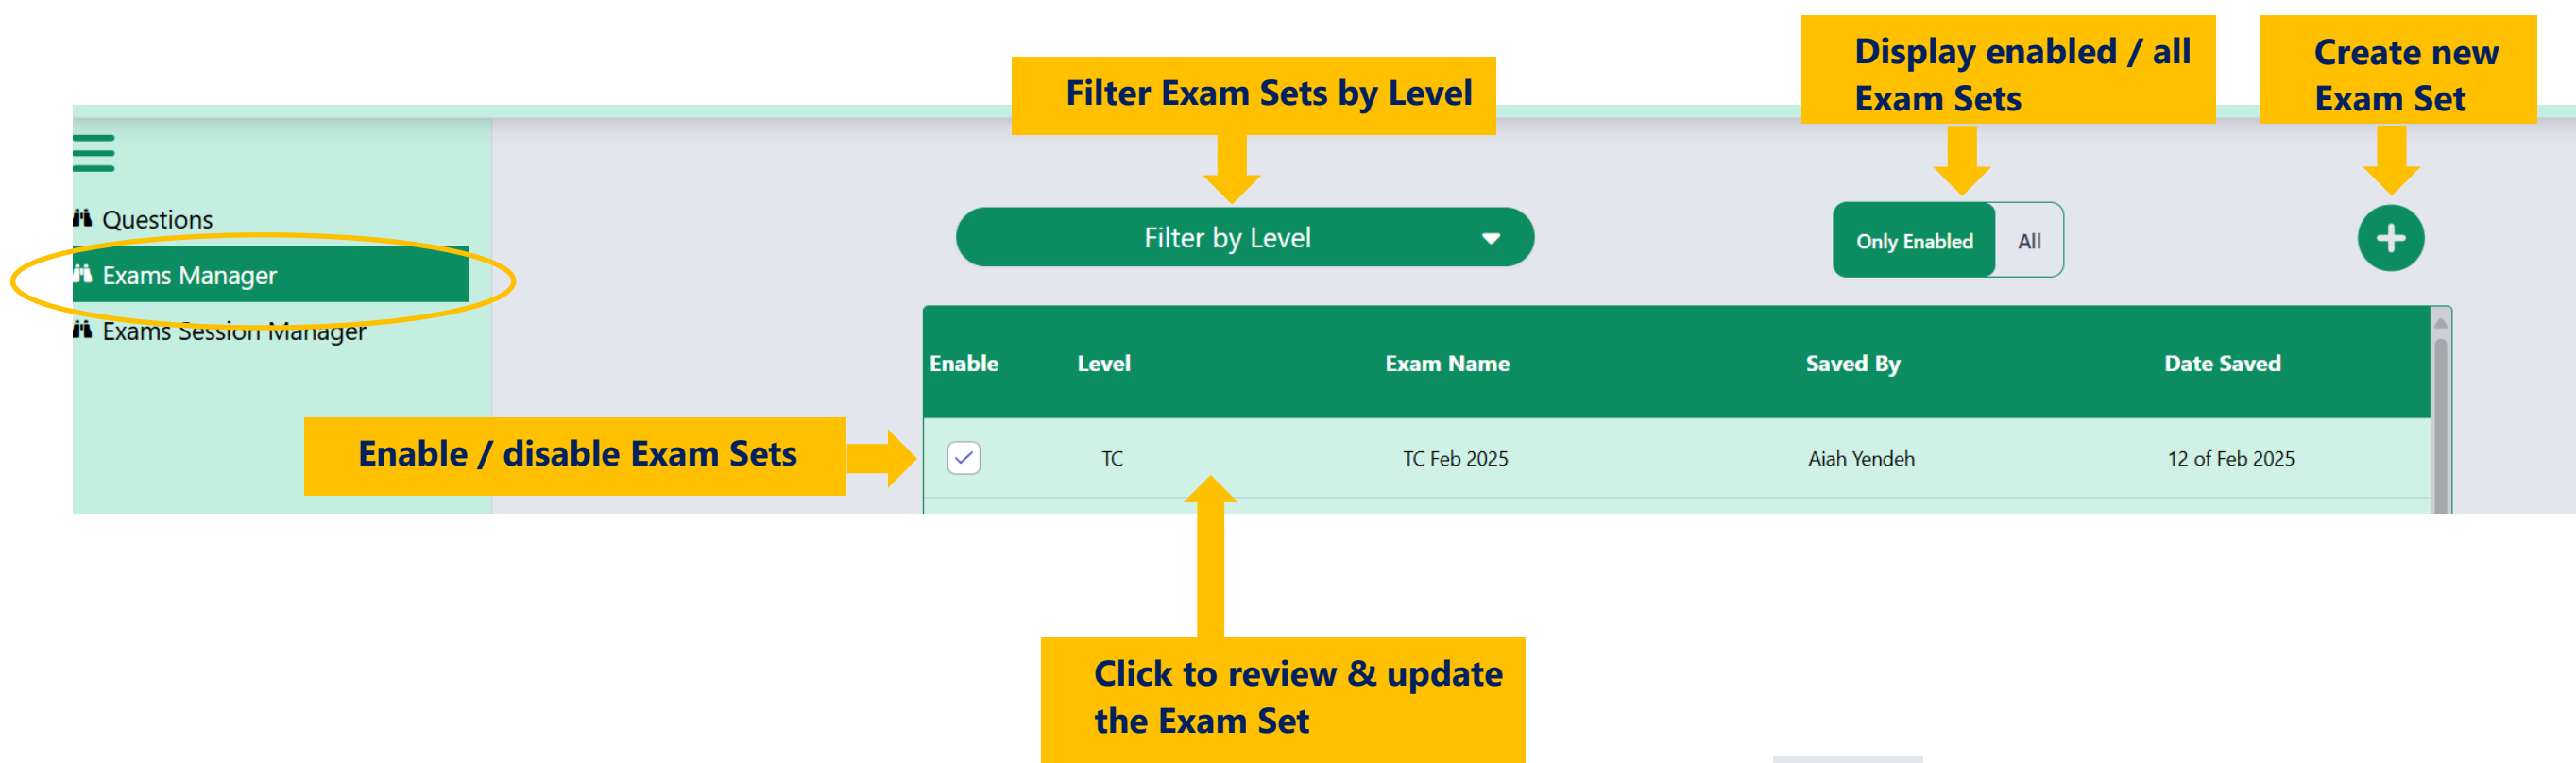 Filter Exam Sets by Level
Display enabled / all
Exam Sets
Create new
Exam Set
Questions
Exams Manager
Exams Session Manager
Filter by Level
Only Enabled All
Enable Level Exam Name Saved By Date Saved
Enable / disable Exam Sets
TC TC Feb 2025 Aiah Yendeh 12 of Feb 2025
Click to review & update
the Exam Set